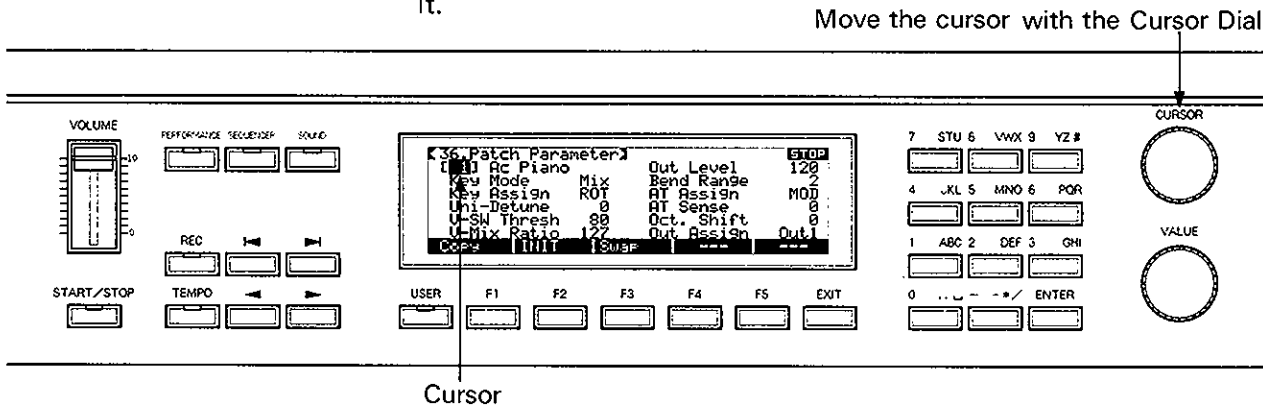 it.
Move the cursor with the Cursor Dial
VOLUME
10
0
PERFORMANCE SEQUENCER SOUND
REC
START/STOP
TEMPO
36.Patch Parameter STOP
[ 1] Ac Piano Out Level 120
Key Mode Mix Bend Range 2
Key Assign ROT AT Assign MOD
Uni-Detune 0 AT Sense 0
V-SW Thresh 80 Oct. Shift 0
V-Mix Ratio 127 Out Assign Out1
Copy INIT Swap --- ---
USER F1 F2 F3 F4 F5 EXIT
7 STU 8 VWX 9 YZ #
4 JKL 5 MNO 6 PQR
1 ABC 2 DEF 3 GHI
0 - * / ENTER
CURSOR
VALUE
Cursor